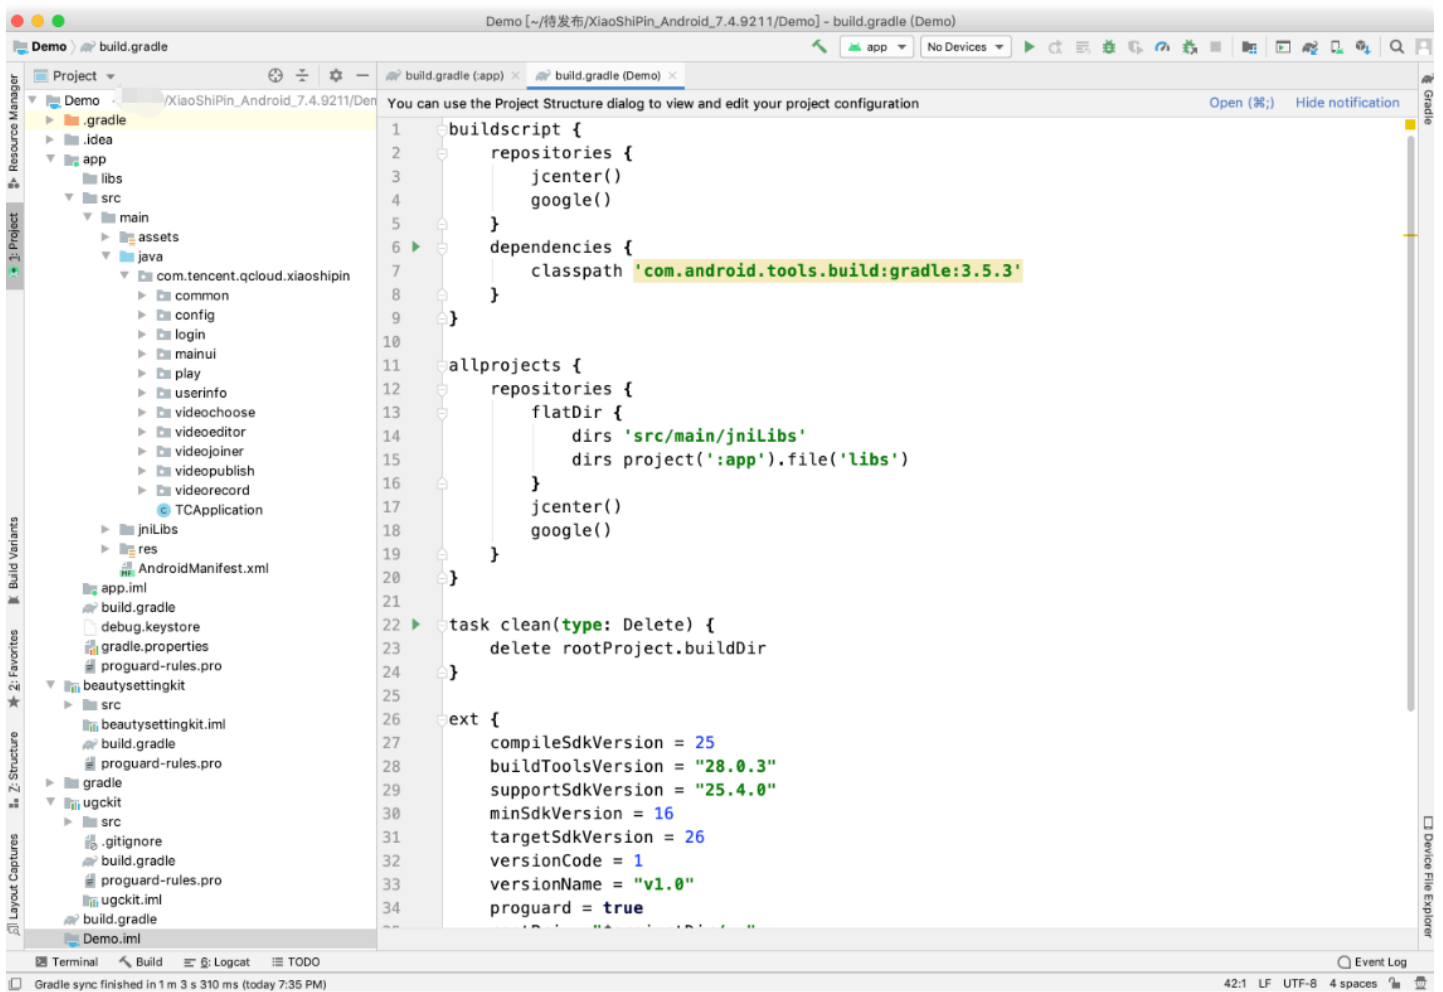 Demo [~/待发布/XiaoShiPin_Android_7.4.9211/Demo] - build.gradle (Demo)
Demo build.gradle
app No Devices
Project
build.gradle (:app) build.gradle (Demo)
You can use the Project Structure dialog to view and edit your project configuration Open (⌘;) Hide notification
Resource Manager
1: Project
Build Variants
2: Favorites
Z: Structure
Layout Captures
Demo /XiaoShiPin_Android_7.4.9211/Den
.gradle
.idea
app
libs
src
main
assets
java
com.tencent.qcloud.xiaoshipin
common
config
login
mainui
play
userinfo
videochoose
videoeditor
videojoiner
videopublish
videorecord
TCApplication
jniLibs
res
AndroidManifest.xml
app.iml
build.gradle
debug.keystore
gradle.properties
proguard-rules.pro
beautysettingkit
src
beautysettingkit.iml
build.gradle
proguard-rules.pro
gradle
ugckit
src
.gitignore
build.gradle
proguard-rules.pro
ugckit.iml
build.gradle
Demo.iml
1 buildscript {
2 repositories {
3 jcenter()
4 google()
5 }
6 dependencies {
7 classpath 'com.android.tools.build:gradle:3.5.3'
8 }
9 }
10
11 allprojects {
12 repositories {
13 flatDir {
14 dirs 'src/main/jniLibs'
15 dirs project(':app').file('libs')
16 }
17 jcenter()
18 google()
19 }
20 }
21
22 task clean(type: Delete) {
23 delete rootProject.buildDir
24 }
25
26 ext {
27 compileSdkVersion = 25
28 buildToolsVersion = "28.0.3"
29 supportSdkVersion = "25.4.0"
30 minSdkVersion = 16
31 targetSdkVersion = 26
32 versionCode = 1
33 versionName = "v1.0"
34 proguard = true
Gradle
Device File Explorer
Terminal Build 6: Logcat TODO Event Log
Gradle sync finished in 1 m 3 s 310 ms (today 7:35 PM) 42:1 LF UTF-8 4 spaces